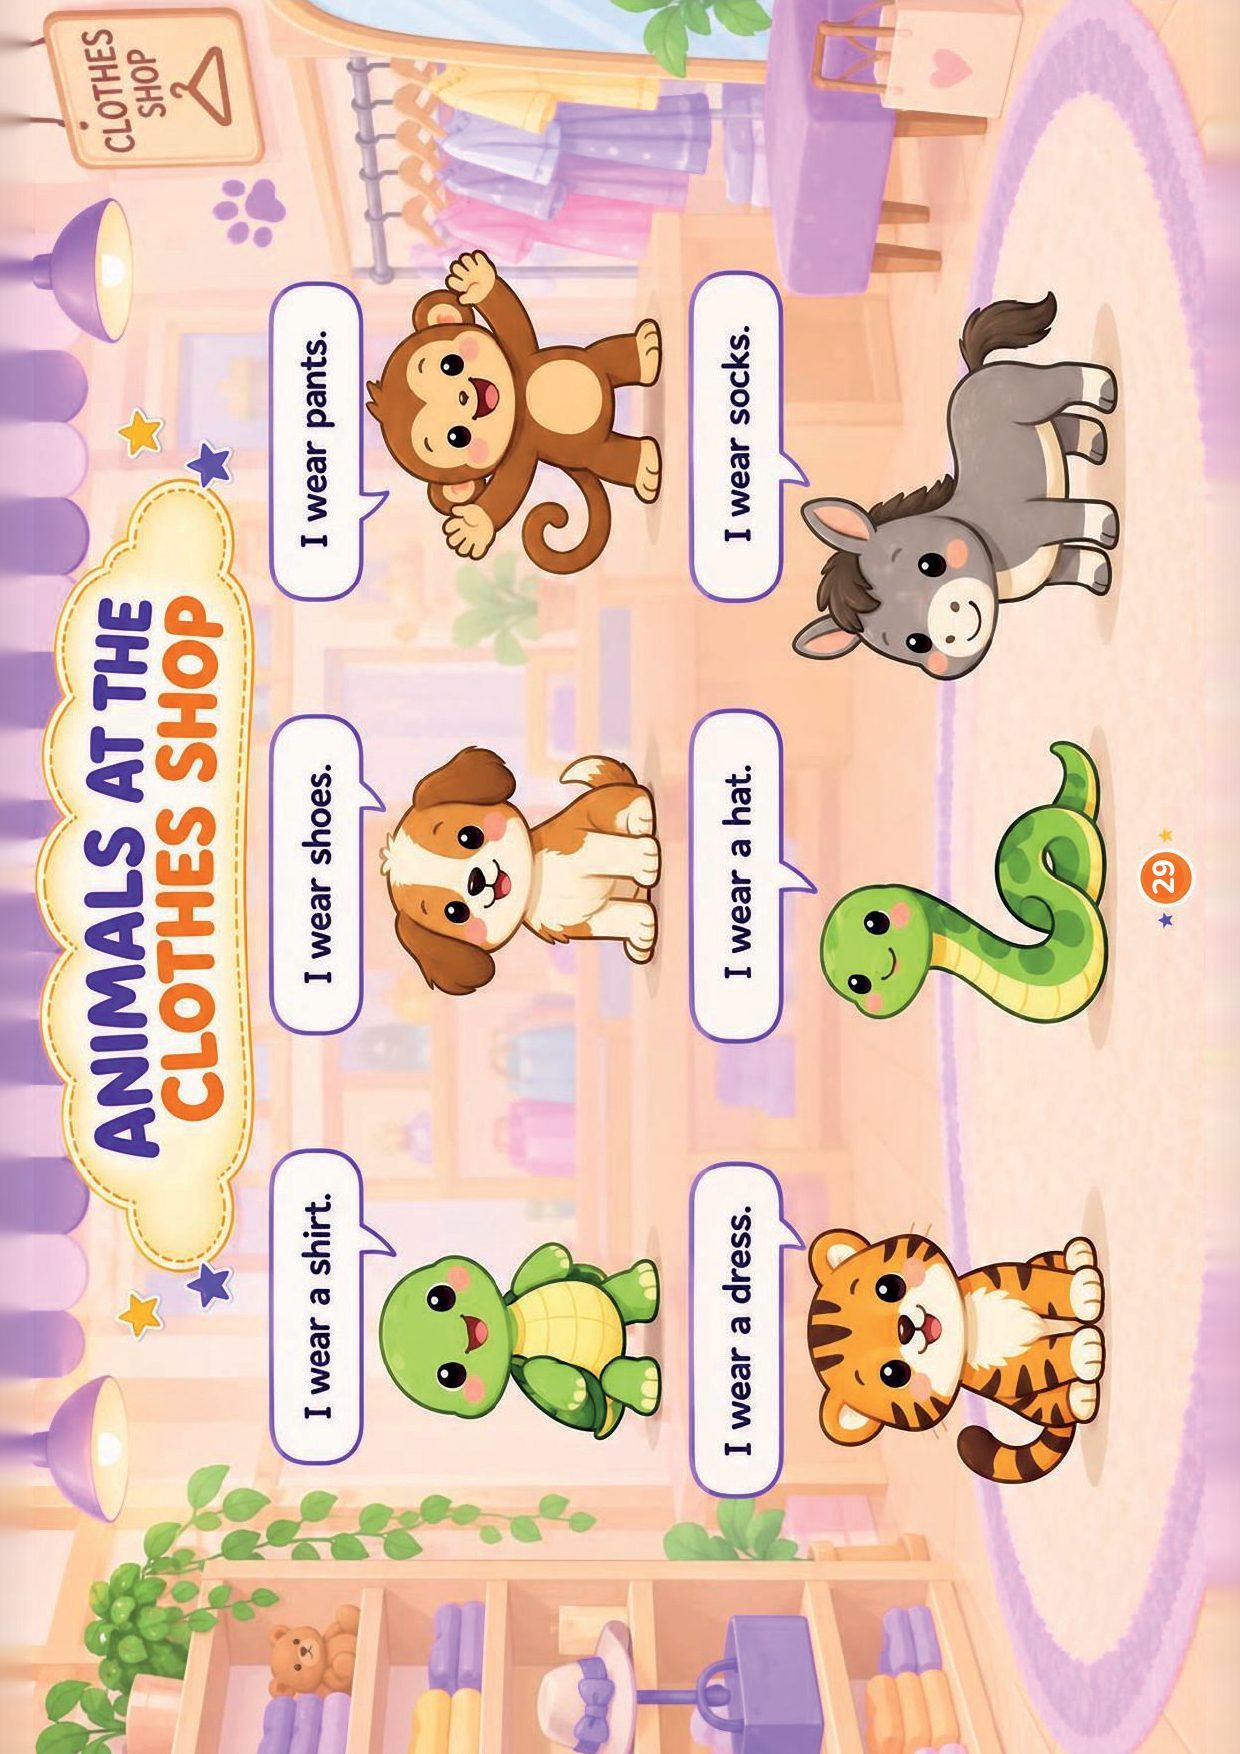 CLOTHES
SHOP
ANIMALS AT THE
CLOTHES SHOP
I wear a shirt.
I wear shoes.
I wear pants.
I wear a dress.
I wear a hat.
I wear socks.
29